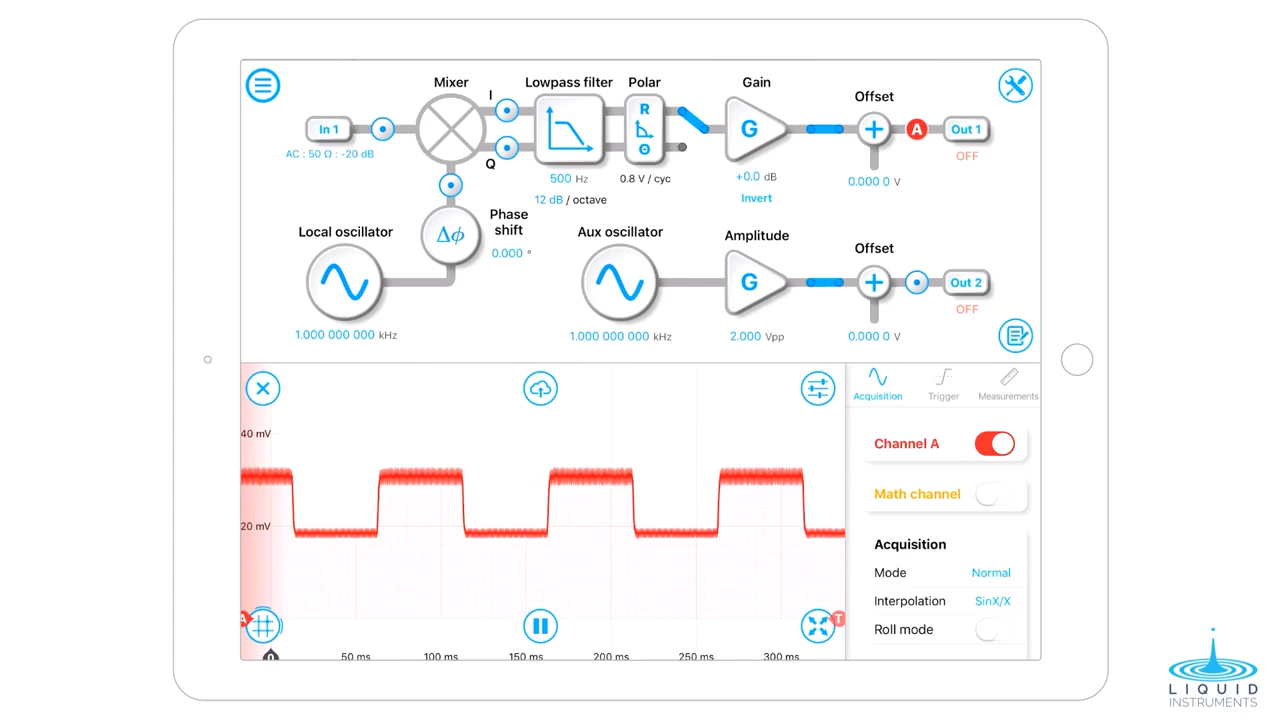 Mixer
Lowpass filter
Polar
Gain
Offset
I
In 1
R
Θ
G
A
Out 1
AC : 50 Ω : -20 dB
Q
OFF
500 Hz
0.8 V / cyc
+0.0 dB
0.000 0 V
12 dB / octave
Invert
Phase
shift
Local oscillator
Δϕ
Aux oscillator
Amplitude
Offset
0.000 °
G
Out 2
OFF
1.000 000 000 kHz
1.000 000 000 kHz
2.000 Vpp
0.000 0 V
Acquisition
Trigger
Measurements
40 mV
Channel A
Math channel
20 mV
Acquisition
Mode Normal
Interpolation SinX/X
A
T
Roll mode
0
50 ms
100 ms
150 ms
200 ms
250 ms
300 ms
LIQUID
INSTRUMENTS